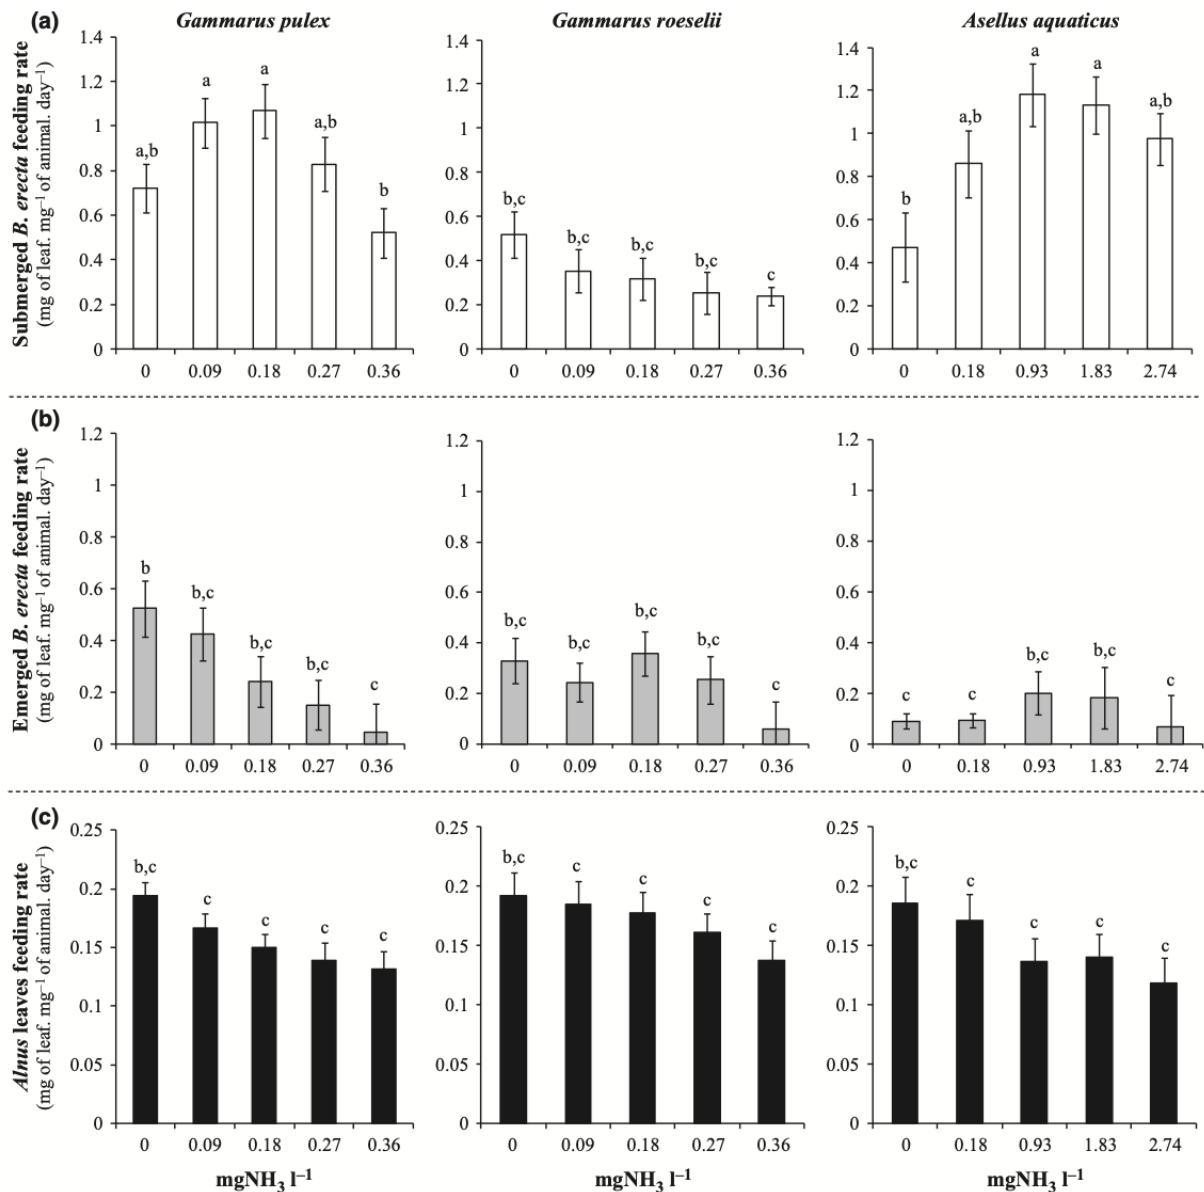 (a)
Gammarus pulex
Gammarus roeselii
Asellus aquaticus
Submerged B. erecta feeding rate
(mg of leaf. mg⁻¹ of animal. day⁻¹)
1.4
1.2
1
0.8
0.6
0.4
0.2
0
a,b
a
a
a,b
b
0 0.09 0.18 0.27 0.36
1.4
1.2
1
0.8
0.6
0.4
0.2
0
b,c
b,c
b,c
b,c
c
0 0.09 0.18 0.27 0.36
1.4
1.2
1
0.8
0.6
0.4
0.2
0
b
a,b
a
a
a,b
0 0.18 0.93 1.83 2.74
(b)
Emerged B. erecta feeding rate
(mg of leaf. mg⁻¹ of animal. day⁻¹)
1.2
1
0.8
0.6
0.4
0.2
0
b
b,c
b,c
b,c
c
0 0.09 0.18 0.27 0.36
1.2
1
0.8
0.6
0.4
0.2
0
b,c
b,c
b,c
b,c
c
0 0.09 0.18 0.27 0.36
1.2
1
0.8
0.6
0.4
0.2
0
c
c
b,c
b,c
c
0 0.18 0.93 1.83 2.74
(c)
Alnus leaves feeding rate
(mg of leaf. mg⁻¹ of animal. day⁻¹)
0.25
0.2
0.15
0.1
0.05
0
b,c
c
c
c
c
0 0.09 0.18 0.27 0.36
mgNH₃ l⁻¹
0.25
0.2
0.15
0.1
0.05
0
b,c
c
c
c
c
0 0.09 0.18 0.27 0.36
mgNH₃ l⁻¹
0.25
0.2
0.15
0.1
0.05
0
b,c
c
c
c
c
0 0.18 0.93 1.83 2.74
mgNH₃ l⁻¹